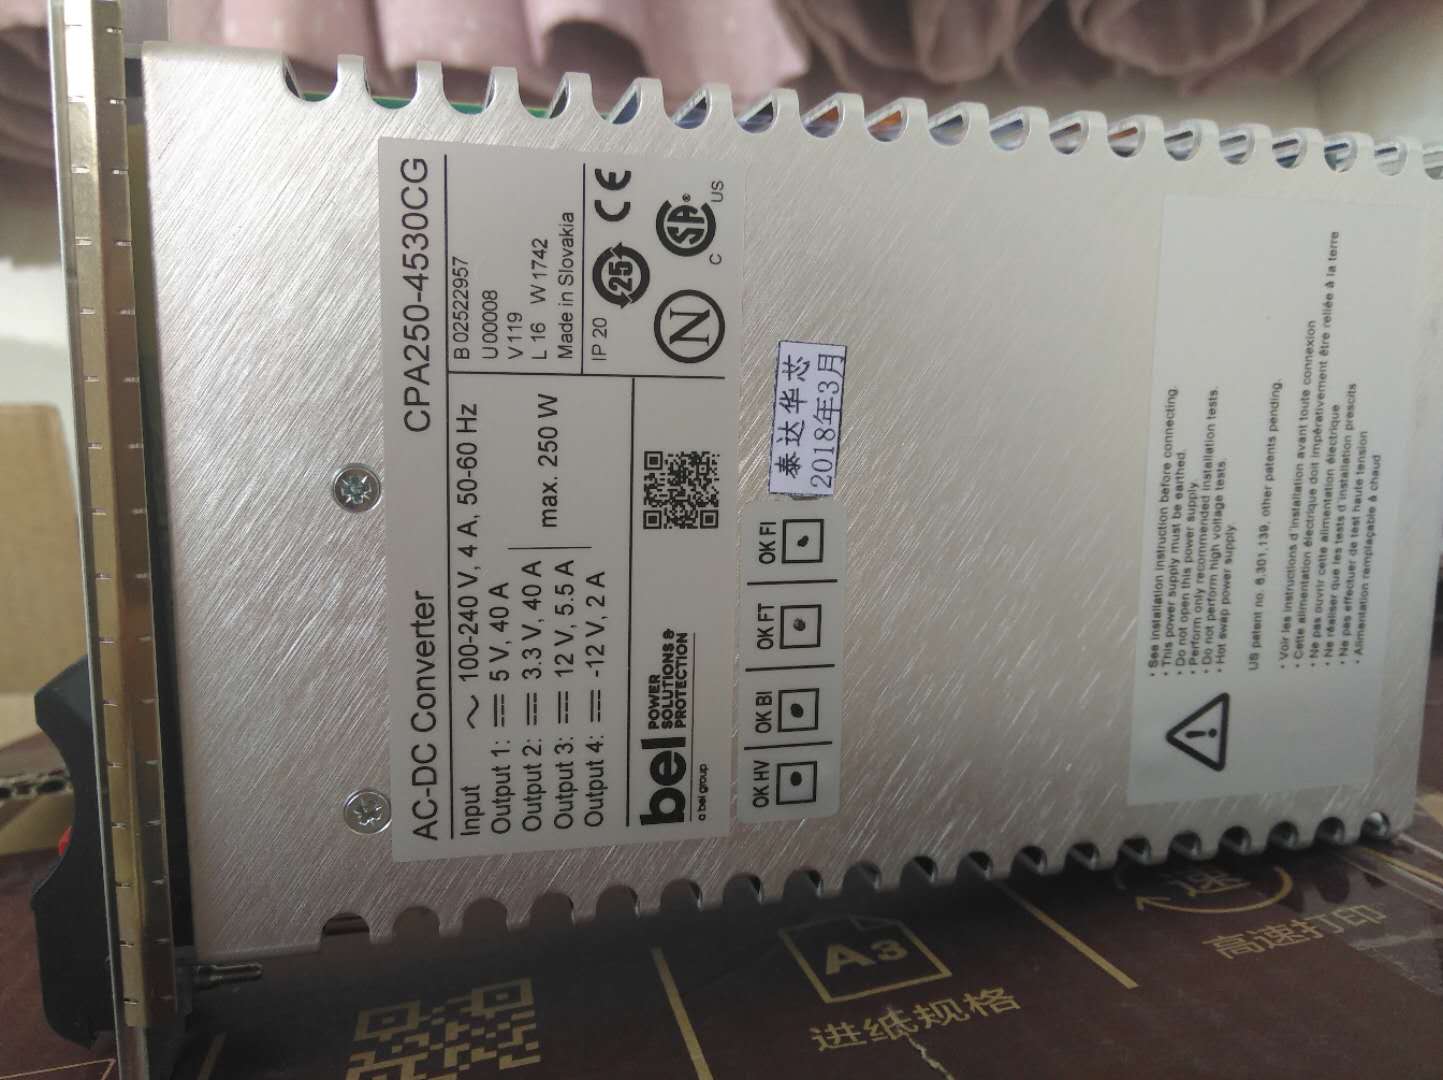 AC-DC Converter CPA250-4530CG
Input ~ 100-240 V, 4 A, 50-60 Hz
Output 1: 5 V, 40 A
Output 2: 3.3 V, 40 A
Output 3: 12 V, 5.5 A
Output 4: -12 V, 2 A
max. 250 W
B 02522957
U 00008
V 119
L 16 W 1742
Made in Slovakia
IP 20
25
CE
N
SA®
C US
bel POWER SOLUTIONS & PROTECTION
a bel group
OK HV
OK BI
OK FT
OK FI
泰达华芯
2018年3月
• See installation instruction before connecting.
• This power supply must be earthed.
• Do not open this power supply.
• Perform only recommended installation tests.
• Do not perform high voltage tests.
• Hot swap power supply.
US patent no. 6,301,139, other patents pending.
• Voir les instructions d'installation avant toute connexion
• Cette alimentation électrique doit impérativement être reliée à la terre
• Ne pas ouvrir cette alimentation électrique
• Ne réaliser que les tests d'installation prescits
• Ne pas effectuer de test haute tension
• Alimentation remplaçable à chaud
A3
进纸规格
速
高速打印